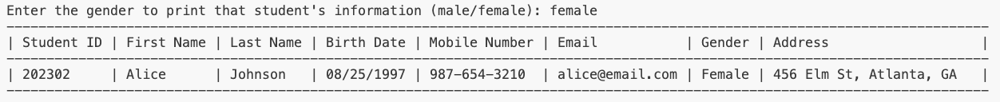 Enter the gender to print that student's information (male/female): female
---------------------------------------------------------------------------------------------------------------------------
| Student ID | First Name | Last Name | Birth Date | Mobile Number | Email           | Gender | Address                   |
---------------------------------------------------------------------------------------------------------------------------
| 202302     | Alice      | Johnson   | 08/25/1997 | 987-654-3210  | alice@email.com | Female | 456 Elm St, Atlanta, GA   |
---------------------------------------------------------------------------------------------------------------------------